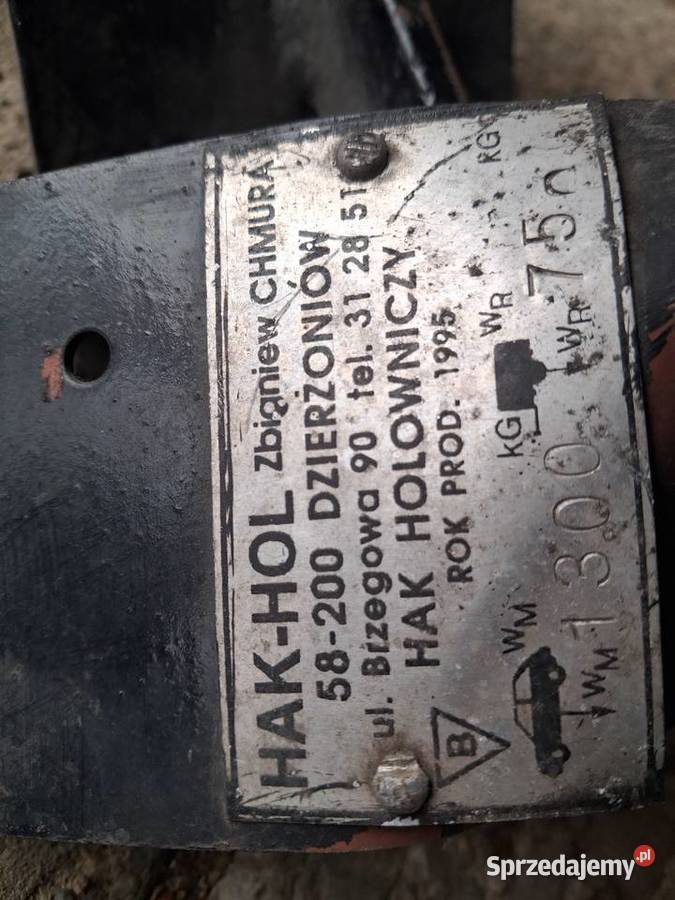 HAK-HOL Zbigniew CHMURA
58-200 DZIERŻONIÓW
ul. Brzegowa 90 tel. 31 28 51
HAK HOLOWNICZY
ROK PROD. 1995
B
WM kG WR KG
WM 1300 WR 750
Sprzedajemy.pl